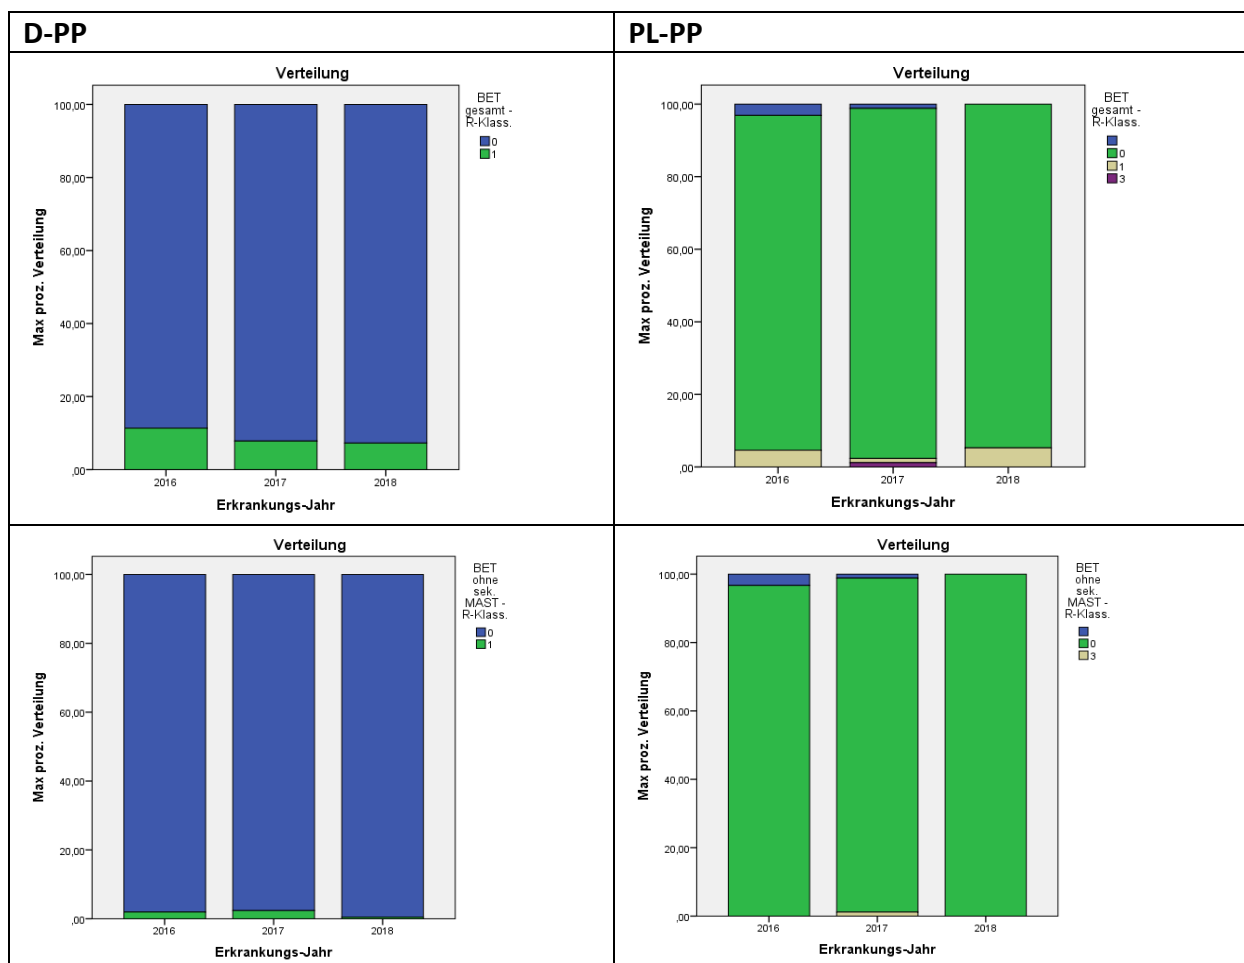 D-PP
PL-PP
Verteilung
BET
gesamt -
R-Klass.
0
1
100,00
80,00
60,00
40,00
20,00
,00
Max proz. Verteilung
2016
2017
2018
Erkrankungs-Jahr
Verteilung
BET
gesamt -
R-Klass.
0
1
3
100,00
80,00
60,00
40,00
20,00
,00
Max proz. Verteilung
2016
2017
2018
Erkrankungs-Jahr
Verteilung
BET
ohne
sek.
MAST -
R-Klass.
0
1
100,00
80,00
60,00
40,00
20,00
,00
Max proz. Verteilung
2016
2017
2018
Erkrankungs-Jahr
Verteilung
BET
ohne
sek.
MAST -
R-Klass.
0
3
100,00
80,00
60,00
40,00
20,00
,00
Max proz. Verteilung
2016
2017
2018
Erkrankungs-Jahr